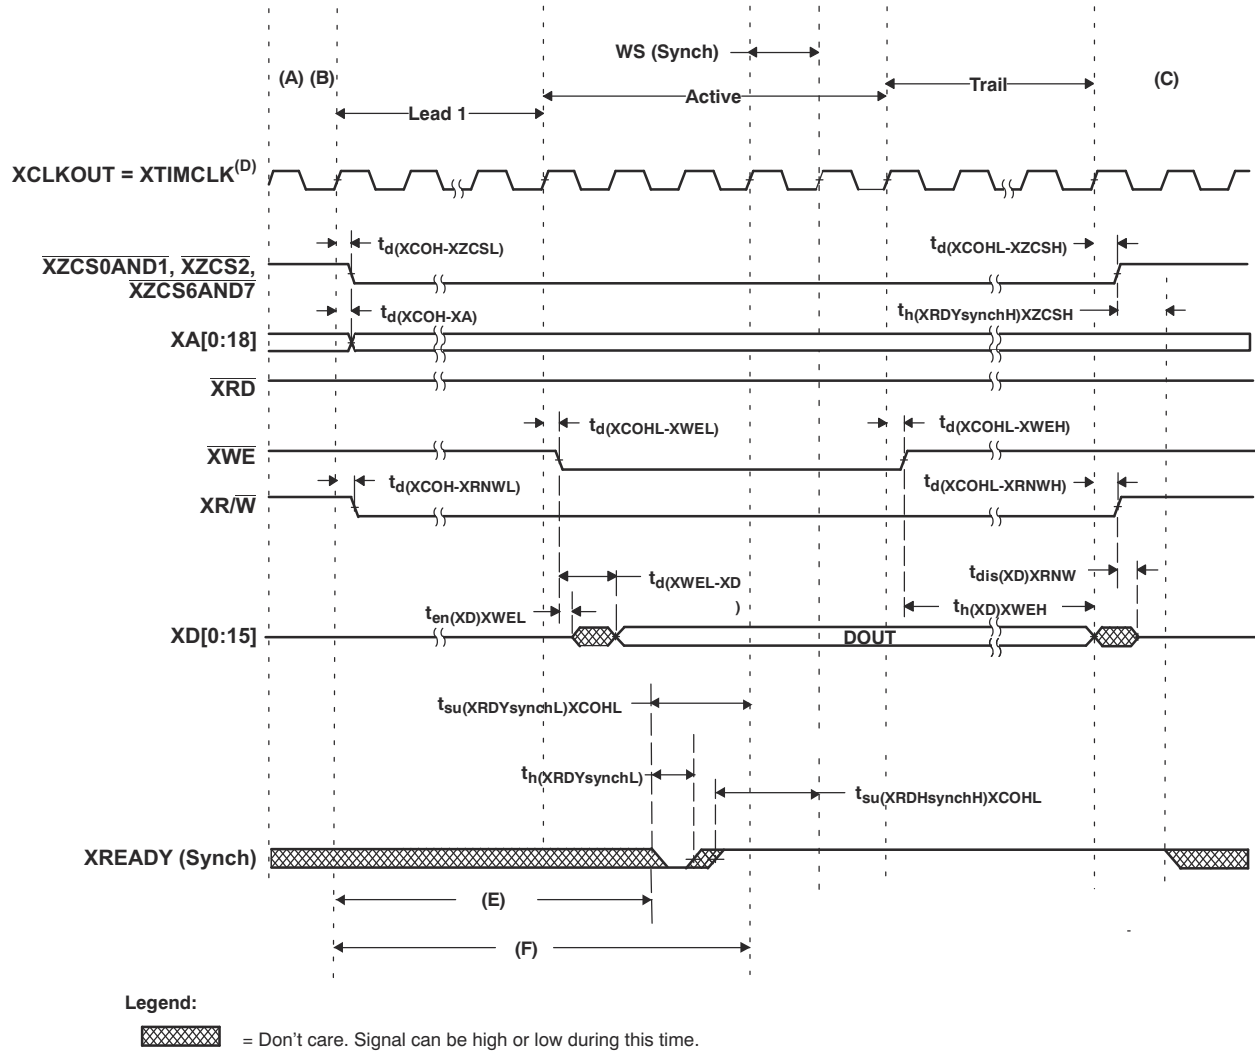 WS (Synch)
(A) (B)
Trail
(C)
Active
Lead 1
XCLKOUT = XTIMCLK(D)
td(XCOH-XZCSL)
td(XCOHL-XZCSH)
XZCS0AND1, XZCS2,
XZCS6AND7
td(XCOH-XA)
th(XRDYsynchH)XZCSH
XA[0:18]
XRD
td(XCOHL-XWEL)
td(XCOHL-XWEH)
XWE
td(XCOH-XRNWL)
td(XCOHL-XRNWH)
XR/W
td(XWEL-XD
)
tdis(XD)XRNW
ten(XD)XWEL
th(XD)XWEH
XD[0:15]
DOUT
tsu(XRDYsynchL)XCOHL
th(XRDYsynchL)
tsu(XRDHsynchH)XCOHL
XREADY (Synch)
(E)
(F)
Legend:
= Don't care. Signal can be high or low during this time.